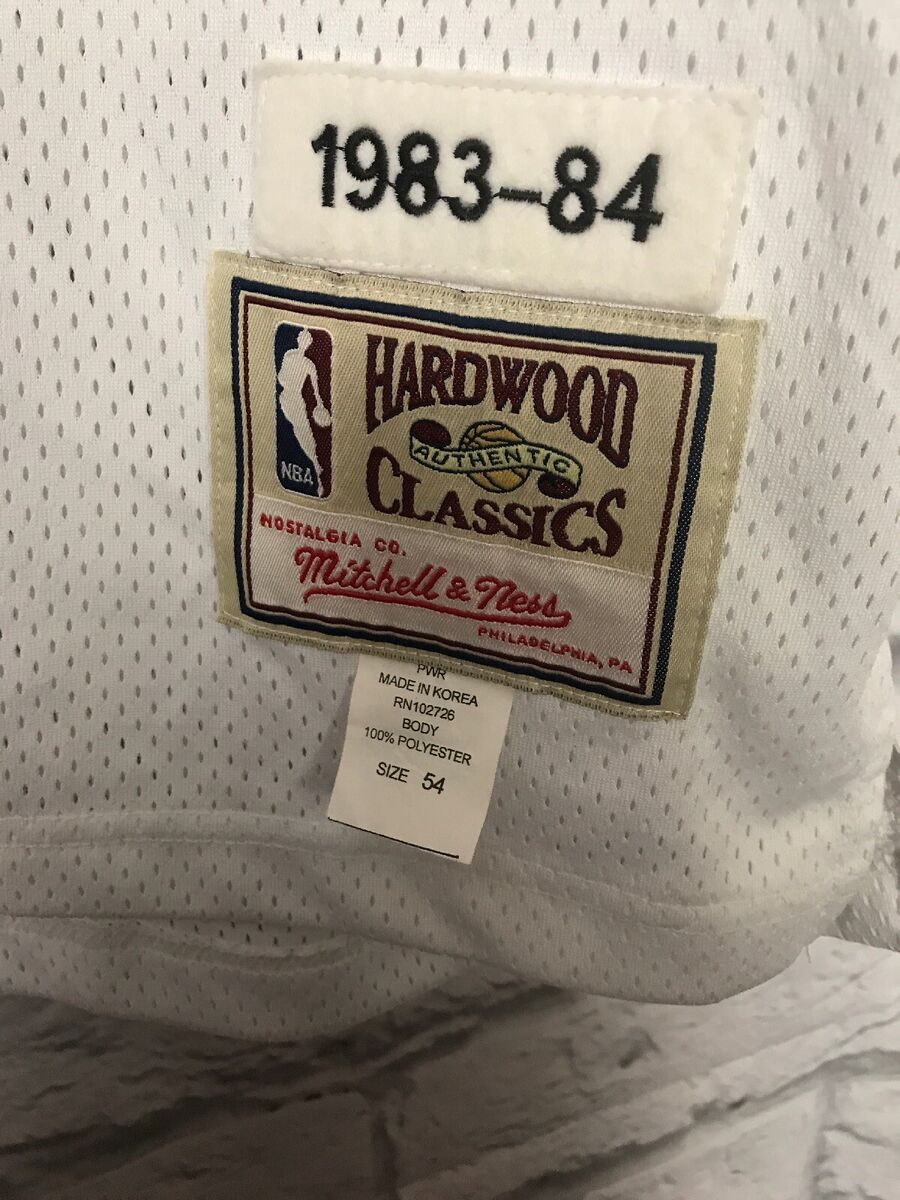 1983-84
NBA
HARDWOOD
AUTHENTIC
CLASSICS
NOSTALGIA CO.
Mitchell & Ness
PHILADELPHIA, PA
PWR
MADE IN KOREA
RN102726
BODY
100% POLYESTER
SIZE 54